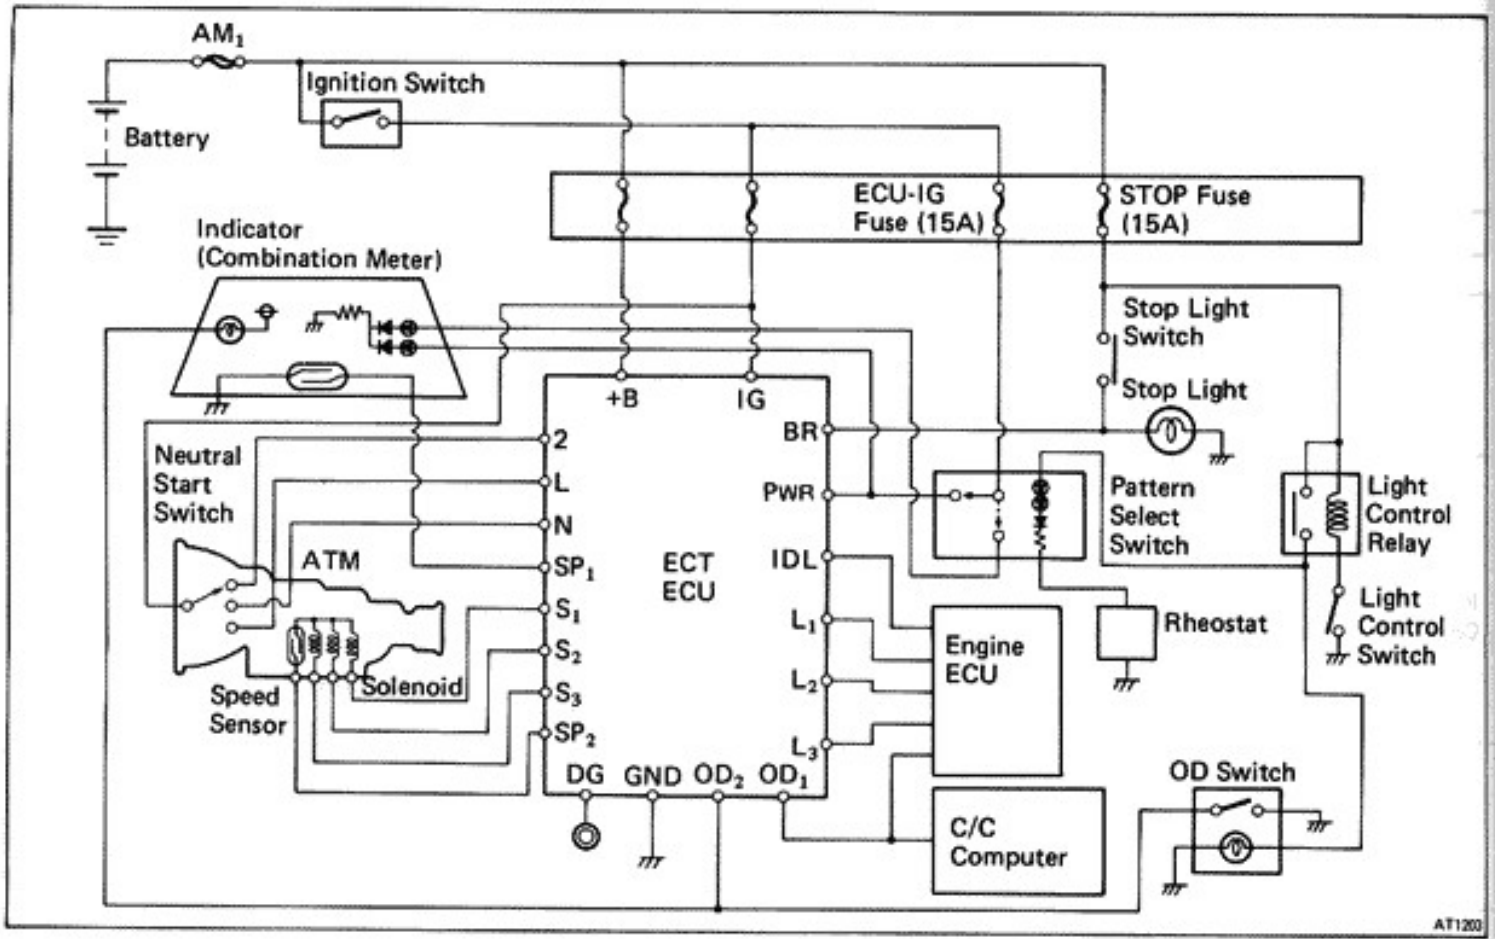 AM1
Ignition Switch
Battery
ECU-IG
Fuse (15A)
STOP Fuse
(15A)
Indicator
(Combination Meter)
Stop Light
Switch
Stop Light
+B
IG
BR
2
L
N
SP1
S1
S2
S3
SP2
PWR
IDL
L1
L2
L3
DG
GND
OD2
OD1
ECT
ECU
Neutral
Start
Switch
ATM
Speed
Sensor
Solenoid
Pattern
Select
Switch
Light
Control
Relay
Light
Control
Switch
Rheostat
Engine
ECU
C/C
Computer
OD Switch
AT1203